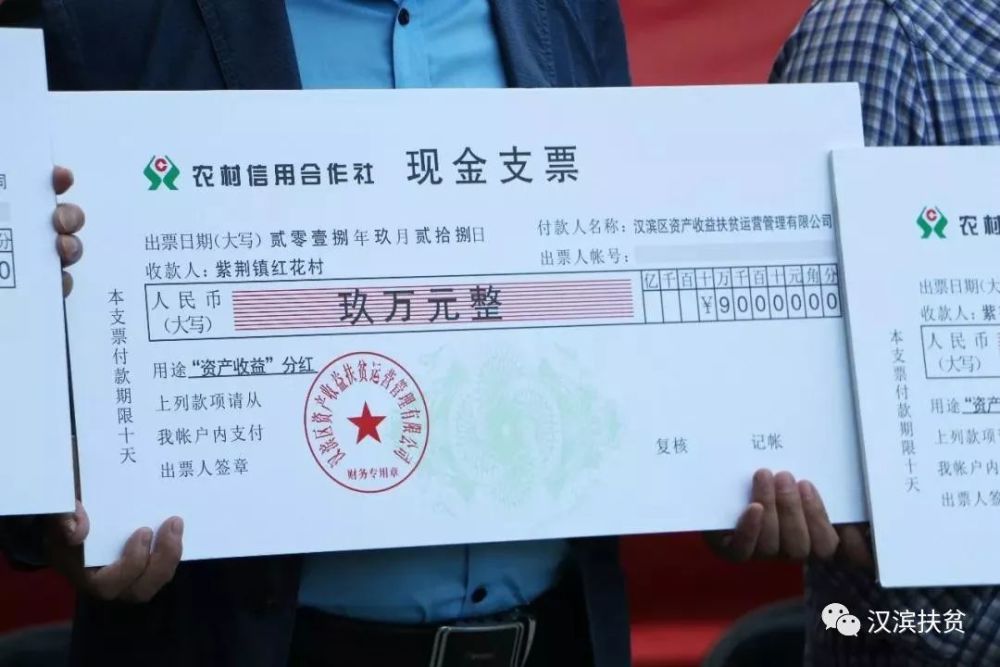 农村信用合作社 现金支票
出票日期(大写) 贰零壹捌年玖月贰拾捌日
付款人名称: 汉滨区资产收益扶贫运营管理有限公司
收款人: 紫荆镇红花村
出票人帐号:
人民币
(大写)
玖万元整
亿千百十万千百十元角分
¥9000000
用途 “资产收益” 分红
上列款项请从
我帐户内支付
出票人签章
复核
记帐
本支票付款期限十天
汉滨区资产收益扶贫运营管理有限公司
财务专用章
司
分
0
农村
出票日期(大
收款人: 紫
人民币
(大写)
用途 “资产
上列款项
我帐户内
出票人签
本支票付款期限十天
汉滨扶贫